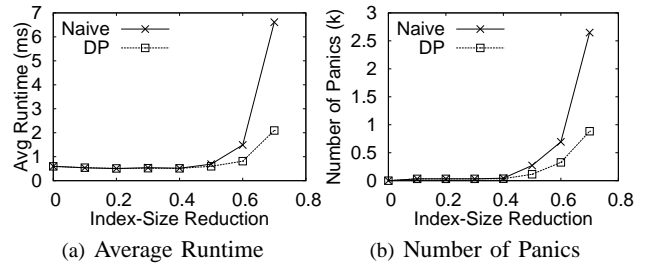 Naive
DP
Avg Runtime (ms)
7
6
5
4
3
2
1
0
0 0.2 0.4 0.6 0.8
Index-Size Reduction
(a) Average Runtime
Naive
DP
Number of Panics (k)
3
2.5
2
1.5
1
0.5
0
0 0.2 0.4 0.6 0.8
Index-Size Reduction
(b) Number of Panics